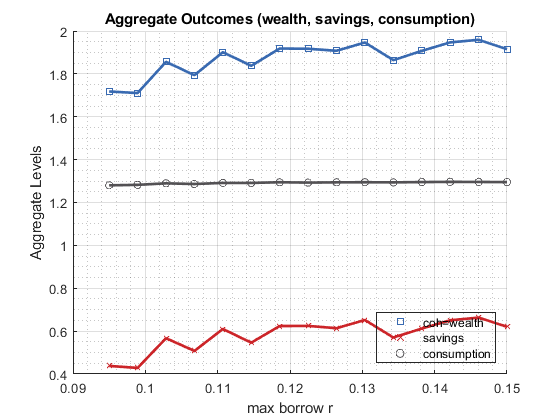 Aggregate Outcomes (wealth, savings, consumption)
2
1.8
1.6
1.4
1.2
1
0.8
0.6
0.4
Aggregate Levels
coh=wealth
savings
consumption
0.09
0.1
0.11
0.12
0.13
0.14
0.15
max borrow r